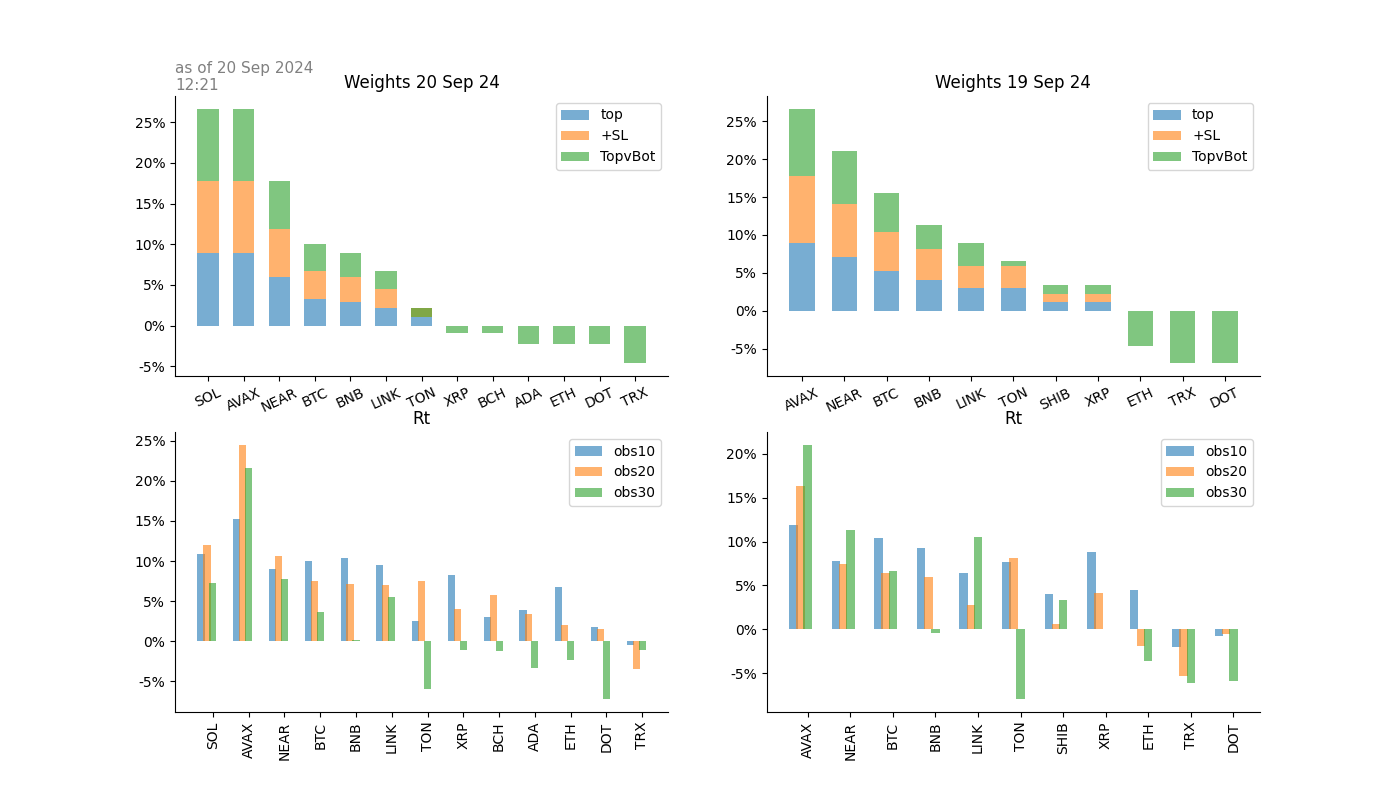 as of 20 Sep 2024
12:21
Weights 20 Sep 24
25%
20%
15%
10%
5%
0%
-5%
top
+SL
TopvBot
SOL AVAX NEAR BTC BNB LINK TON XRP BCH ADA ETH DOT TRX
Weights 19 Sep 24
25%
20%
15%
10%
5%
0%
-5%
top
+SL
TopvBot
AVAX NEAR BTC BNB LINK TON SHIB XRP ETH TRX DOT
Rt
25%
20%
15%
10%
5%
0%
-5%
obs10
obs20
obs30
SOL AVAX NEAR BTC BNB LINK TON XRP BCH ADA ETH DOT TRX
Rt
20%
15%
10%
5%
0%
-5%
obs10
obs20
obs30
AVAX NEAR BTC BNB LINK TON SHIB XRP ETH TRX DOT